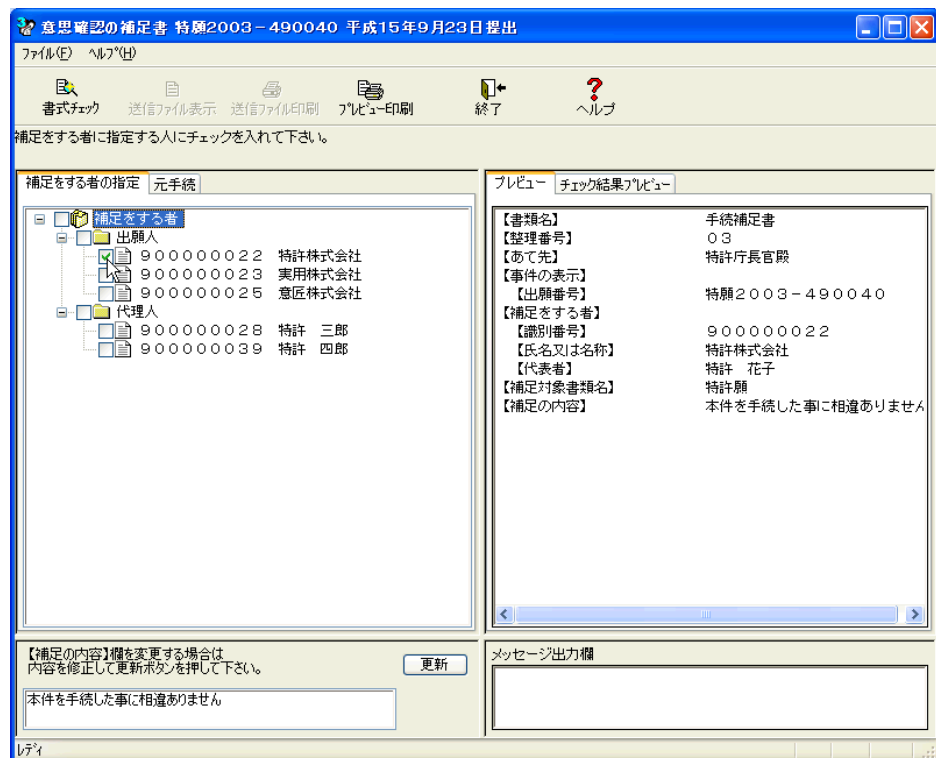 意思確認の補足書 特願2003-490040 平成15年9月23日提出
ﾌｧｲﾙ(F) ﾍﾙﾌﾟ(H)
書式ﾁｪｯｸ 送信ﾌｧｲﾙ表示 送信ﾌｧｲﾙ印刷 ﾌﾟﾚﾋﾞｭｰ印刷 終了 ヘルプ
補足をする者に指定する人にチェックを入れて下さい。
補足をする者の指定 元手続
補足をする者
出願人
９０００００００２２ 特許株式会社
９０００００００２３ 実用株式会社
９０００００００２５ 意匠株式会社
代理人
９０００００００２８ 特許 三郎
９０００００００３９ 特許 四郎
プレビュー チェック結果ﾌﾟﾚﾋﾞｭｰ
【書類名】 手続補足書
【整理番号】 ０３
【あて先】 特許庁長官殿
【事件の表示】
【出願番号】 特願２００３－４９００４０
【補足をする者】
【識別番号】 ９０００００００２２
【氏名又は名称】 特許株式会社
【代表者】 特許 花子
【補足対象書類名】 特許願
【補足の内容】 本件を手続した事に相違ありません
【補足の内容】欄を変更する場合は
内容を修正して更新ボタンを押して下さい。
更新
本件を手続した事に相違ありません
メッセージ出力欄
ﾚﾃﾞｨ